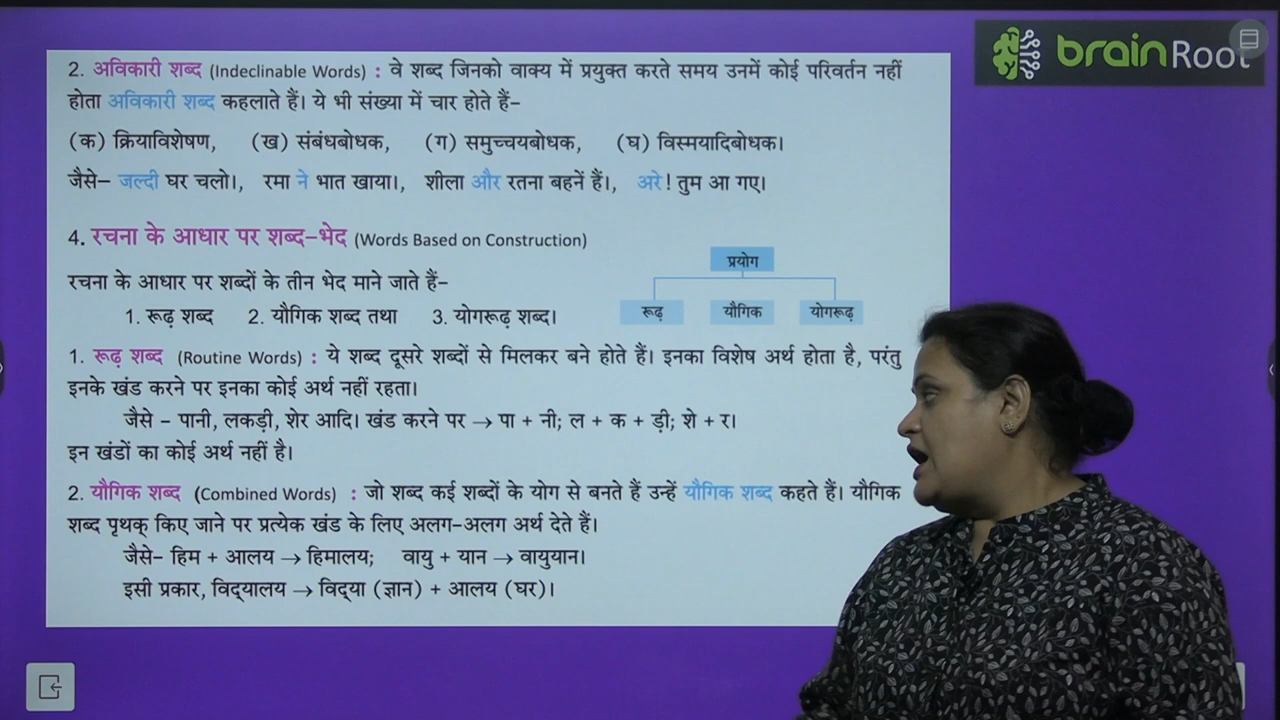 brainRoot
2. अविकारी शब्द (Indeclinable Words) : वे शब्द जिनको वाक्य में प्रयुक्त करते समय उनमें कोई परिवर्तन नहीं
होता अविकारी शब्द कहलाते हैं। ये भी संख्या में चार होते हैं–
(क) क्रियाविशेषण, (ख) संबंधबोधक, (ग) समुच्चयबोधक, (घ) विस्मयादिबोधक।
जैसे– जल्दी घर चलो।, रमा ने भात खाया।, शीला और रतना बहनें हैं।, अरे! तुम आ गए।
4. रचना के आधार पर शब्द–भेद (Words Based on Construction)
प्रयोग
रचना के आधार पर शब्दों के तीन भेद माने जाते हैं–
1. रूढ़ शब्द 2. यौगिक शब्द तथा 3. योगरूढ़ शब्द।
रूढ़ यौगिक योगरूढ़
1. रूढ़ शब्द (Routine Words) : ये शब्द दूसरे शब्दों से मिलकर बने होते हैं। इनका विशेष अर्थ होता है, परंतु
इनके खंड करने पर इनका कोई अर्थ नहीं रहता।
जैसे – पानी, लकड़ी, शेर आदि। खंड करने पर → पा + नी; ल + क + ड़ी; शे + र।
इन खंडों का कोई अर्थ नहीं है।
2. यौगिक शब्द (Combined Words) : जो शब्द कई शब्दों के योग से बनते हैं उन्हें यौगिक शब्द कहते हैं। यौगिक
शब्द पृथक् किए जाने पर प्रत्येक खंड के लिए अलग–अलग अर्थ देते हैं।
जैसे– हिम + आलय → हिमालय; वायु + यान → वायुयान।
इसी प्रकार, विद्‌यालय → विद्‌या (ज्ञान) + आलय (घर)।